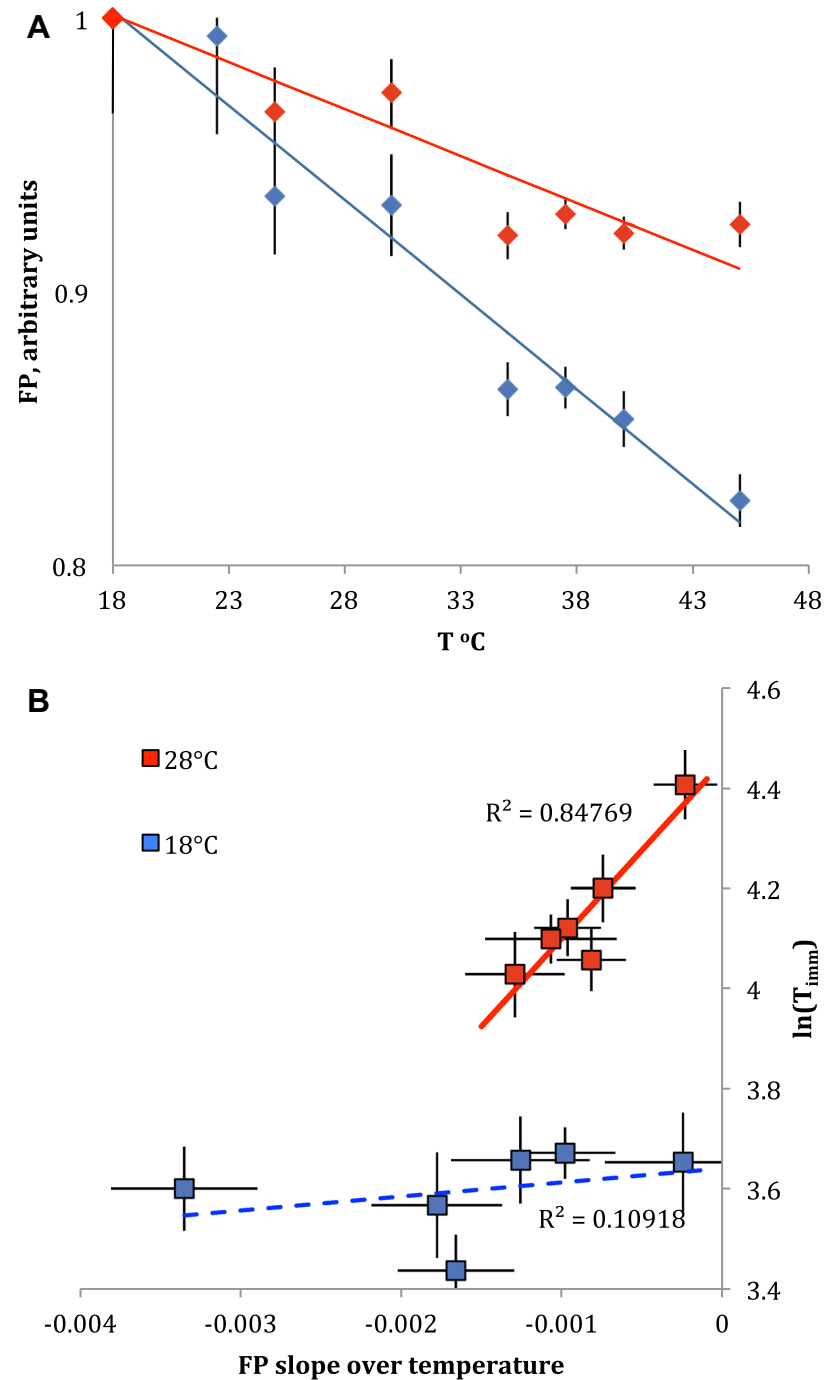 A
1
0.9
0.8
FP, arbitrary units
18 23 28 33 38 43 48
T °C
B
28°C
18°C
R² = 0.84769
R² = 0.10918
4.6
4.4
4.2
4
3.8
3.6
3.4
ln(Timm)
-0.004 -0.003 -0.002 -0.001 0
FP slope over temperature